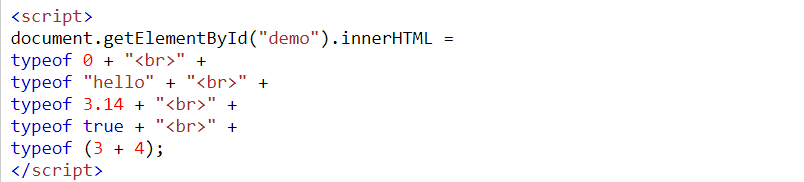 <script>
document.getElementById("demo").innerHTML =
typeof 0 + "<br>" +
typeof "hello" + "<br>" +
typeof 3.14 + "<br>" +
typeof true + "<br>" +
typeof (3 + 4);
</script>